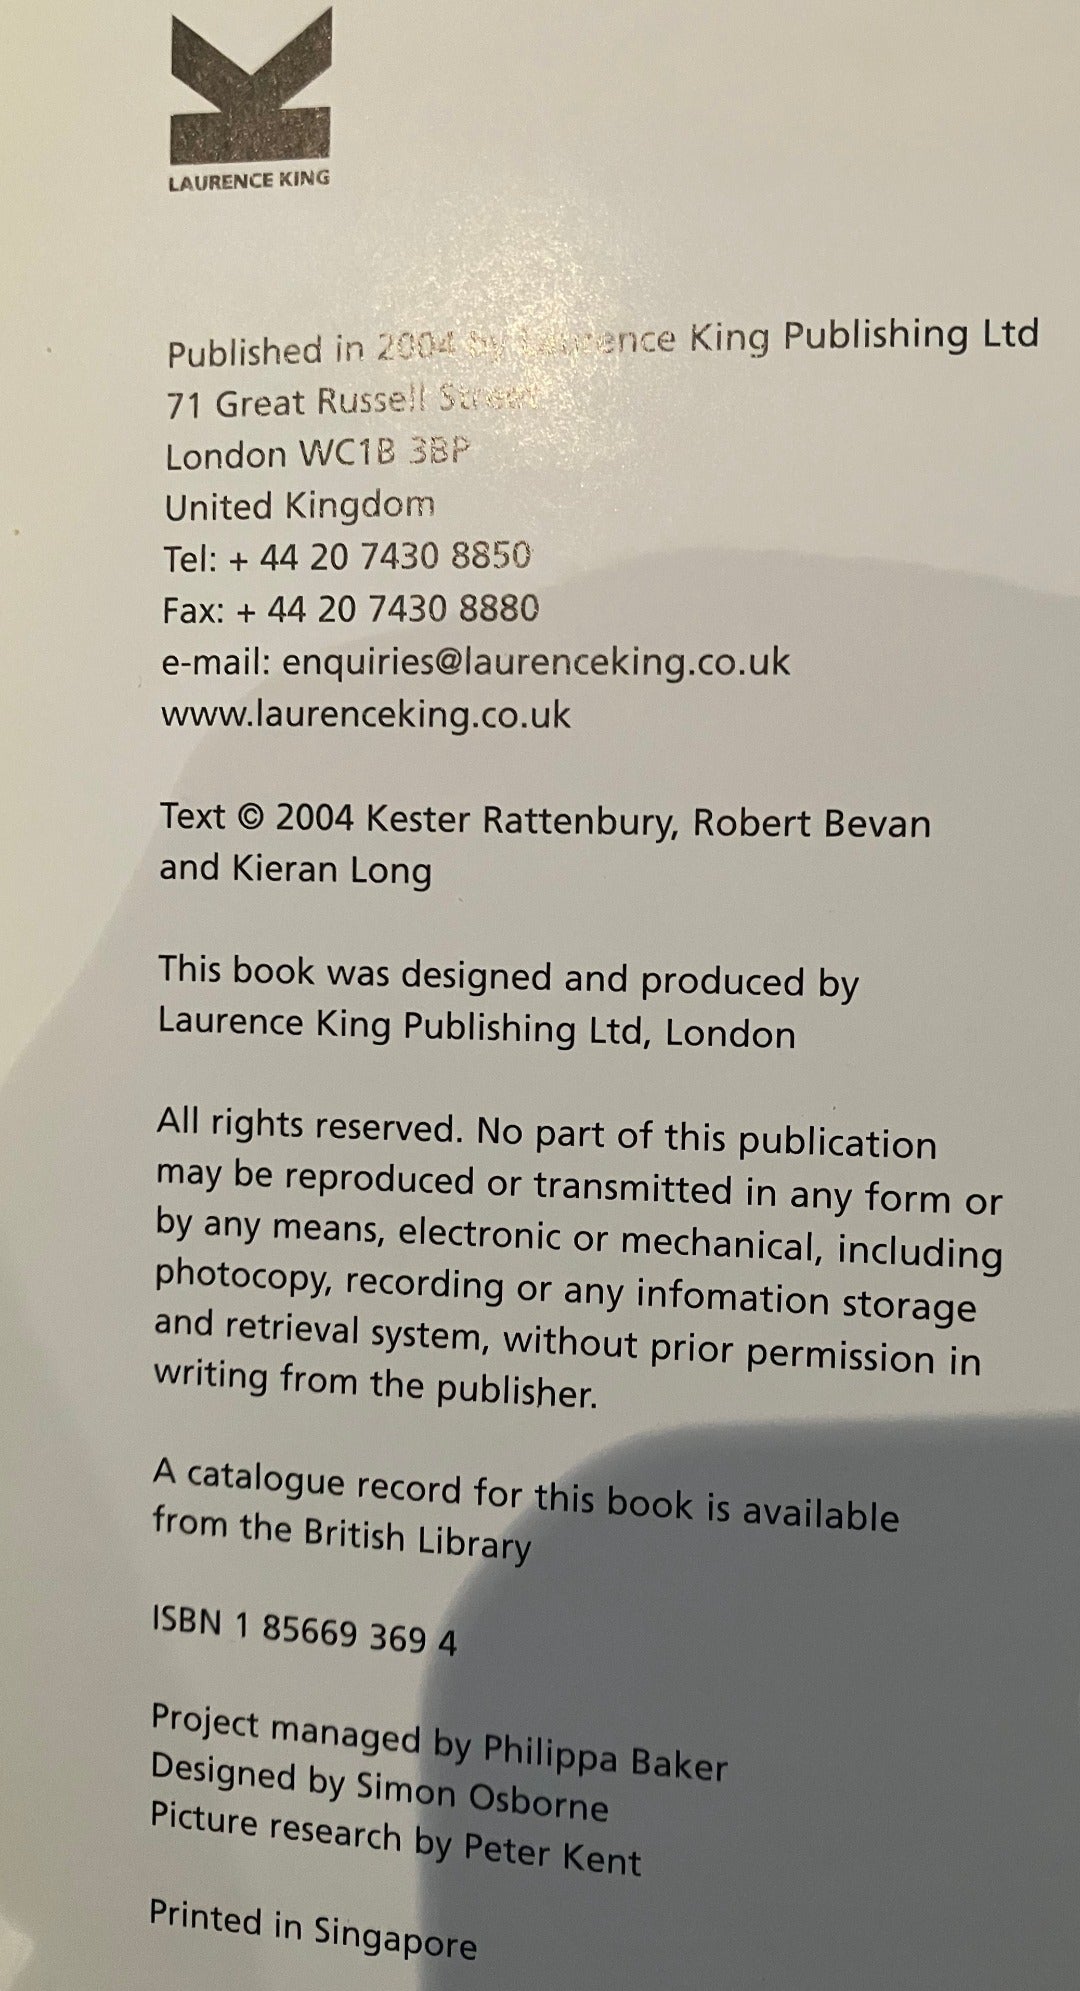 LAURENCE KING
Published in 2004 by Laurence King Publishing Ltd
71 Great Russell Street
London WC1B 3BP
United Kingdom
Tel: + 44 20 7430 8850
Fax: + 44 20 7430 8880
e-mail: enquiries@laurenceking.co.uk
www.laurenceking.co.uk
Text © 2004 Kester Rattenbury, Robert Bevan
and Kieran Long
This book was designed and produced by
Laurence King Publishing Ltd, London
All rights reserved. No part of this publication
may be reproduced or transmitted in any form or
by any means, electronic or mechanical, including
photocopy, recording or any infomation storage
and retrieval system, without prior permission in
writing from the publisher.
A catalogue record for this book is available
from the British Library
ISBN 1 85669 369 4
Project managed by Philippa Baker
Designed by Simon Osborne
Picture research by Peter Kent
Printed in Singapore